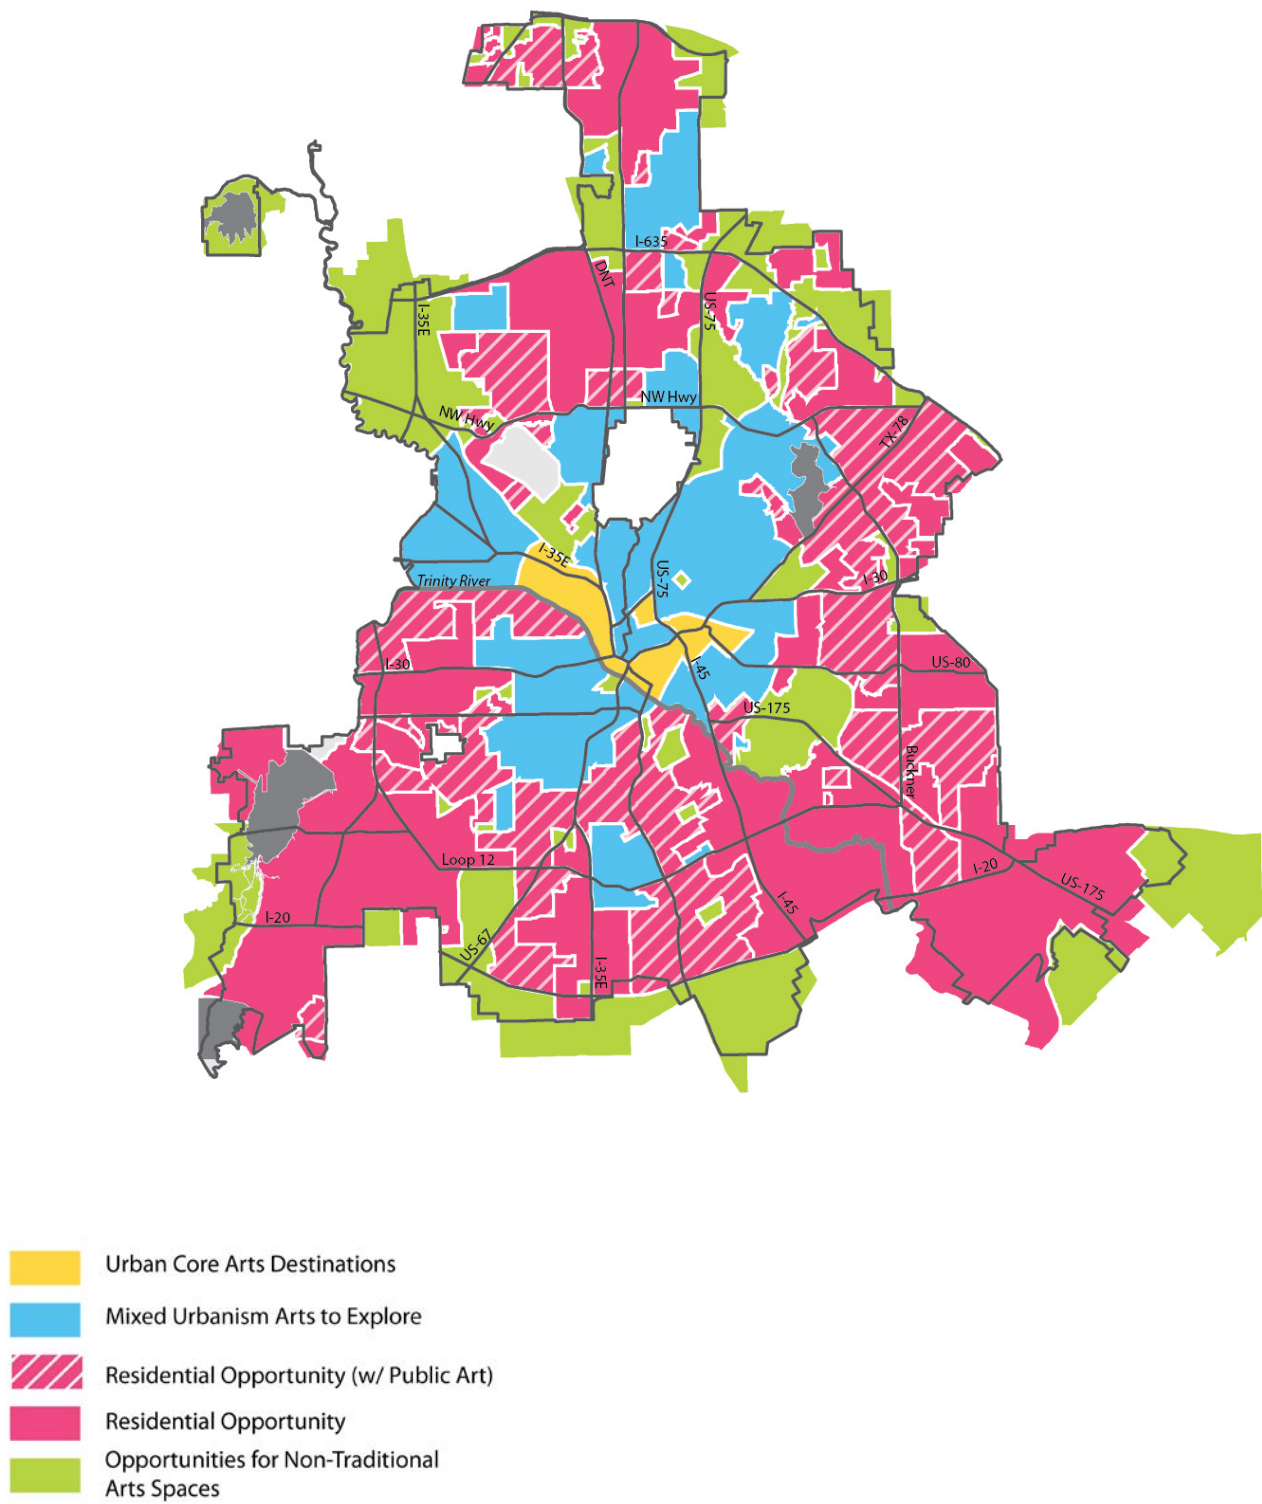 I-635
DNT
I-35E
US-75
NW Hwy
NW Hwy
TX-78
I-35E
US-75
I-30
Trinity River
I-30
I-45
US-80
US-175
Buckner
Loop 12
I-20
US-175
I-20
I-45
US-67
I-35E
Urban Core Arts Destinations
Mixed Urbanism Arts to Explore
Residential Opportunity (w/ Public Art)
Residential Opportunity
Opportunities for Non-Traditional
Arts Spaces